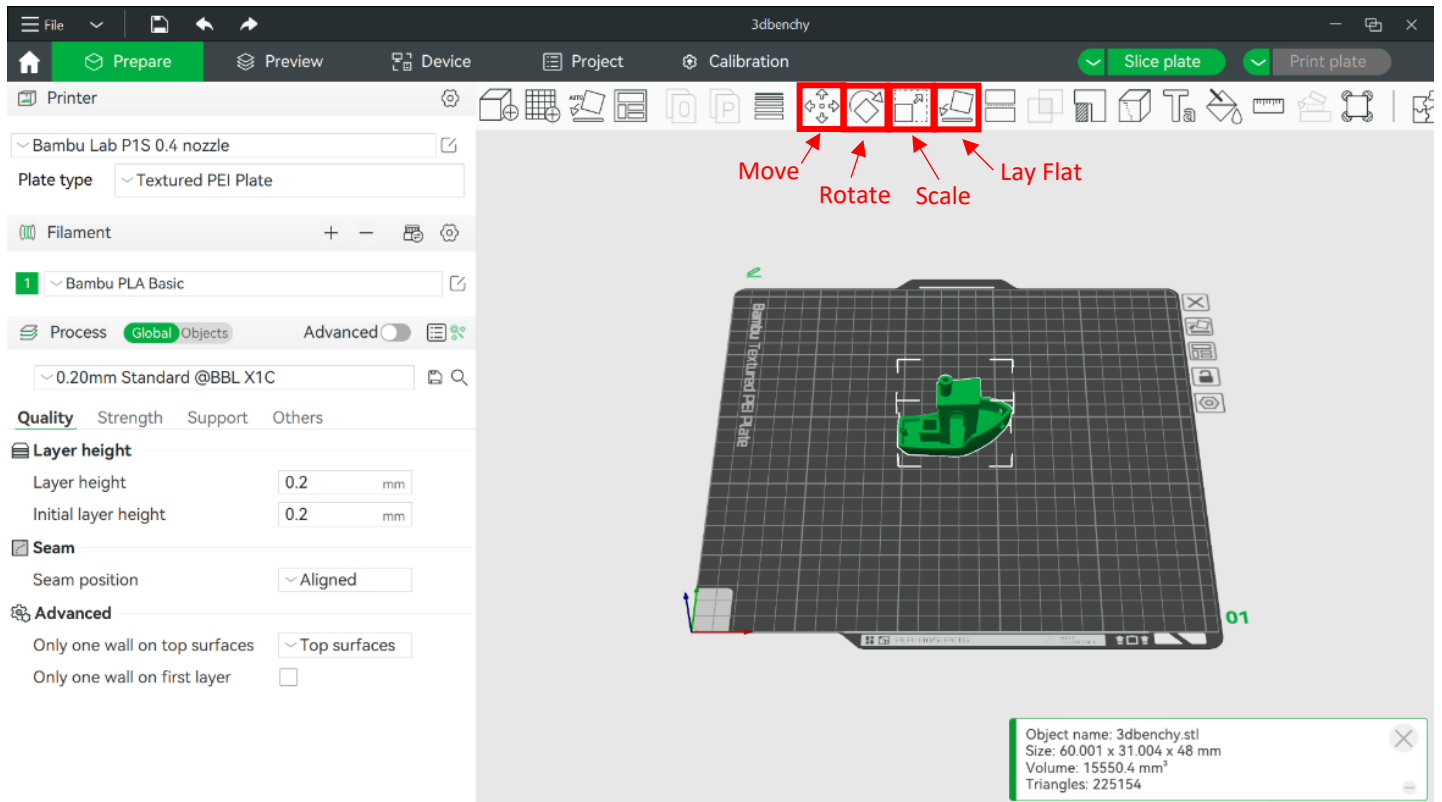 File
3dbenchy
Prepare
Preview
Device
Project
Calibration
Slice plate
Print plate
Printer
AUTO
O
P
Ta
Bambu Lab P1S 0.4 nozzle
Plate type
Textured PEI Plate
Move
Rotate
Scale
Lay Flat
Filament
1
Bambu PLA Basic
Process
Global
Objects
Advanced
0.20mm Standard @BBL X1C
Quality
Strength
Support
Others
Layer height
Layer height
0.2
mm
Initial layer height
0.2
mm
Seam
Seam position
Aligned
Advanced
Only one wall on top surfaces
Top surfaces
Only one wall on first layer
Bambu Textured PEI Plate
01
Object name: 3dbenchy.stl
Size: 60.001 x 31.004 x 48 mm
Volume: 15550.4 mm³
Triangles: 225154